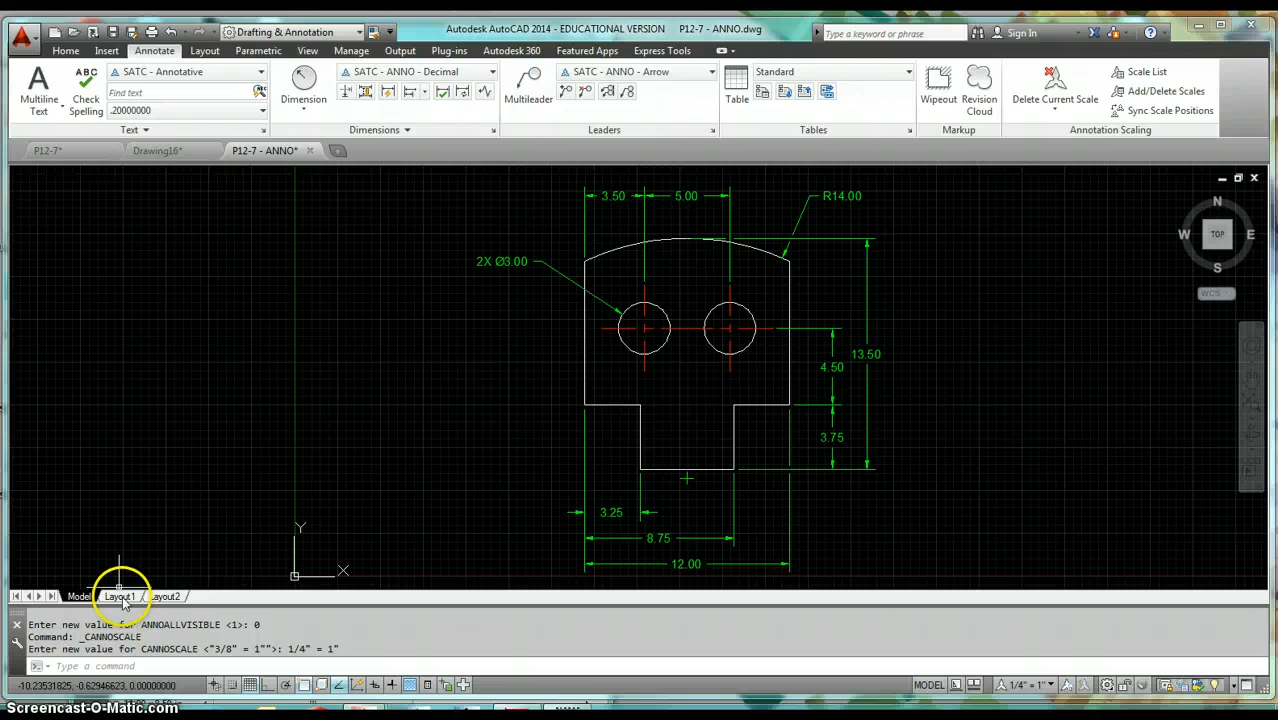 Drafting & Annotation
Autodesk AutoCAD 2014 - EDUCATIONAL VERSION P12-7 - ANNO.dwg
Type a keyword or phrase
Sign In
Home Insert Annotate Layout Parametric View Manage Output Plug-ins Autodesk 360 Featured Apps Express Tools
Multiline
Text
ABC
Check
Spelling
SATC - Annotative
Find text
.20000000
Text
Dimension
SATC - ANNO - Decimal
Dimensions
Multileader
SATC - ANNO - Arrow
Leaders
Table
Standard
Tables
Wipeout
Revision
Cloud
Markup
Delete Current Scale
Scale List
Add/Delete Scales
Sync Scale Positions
Annotation Scaling
P12-7* Drawing16* P12-7 - ANNO*
3.50 5.00 R14.00
2X Ø3.00
13.50
4.50
3.75
3.25
8.75
12.00
N
W TOP E
S
WCS
Y
X
Model Layout1 Layout2
Enter new value for ANNOALLVISIBLE <1>: 0
Command: _CANNOSCALE
Enter new value for CANNOSCALE <"3/8" = 1"">: 1/4" = 1"
Type a command
-10.23531825, -0.62946623, 0.00000000
MODEL
1/4" = 1"
Screencast-O-Matic.com